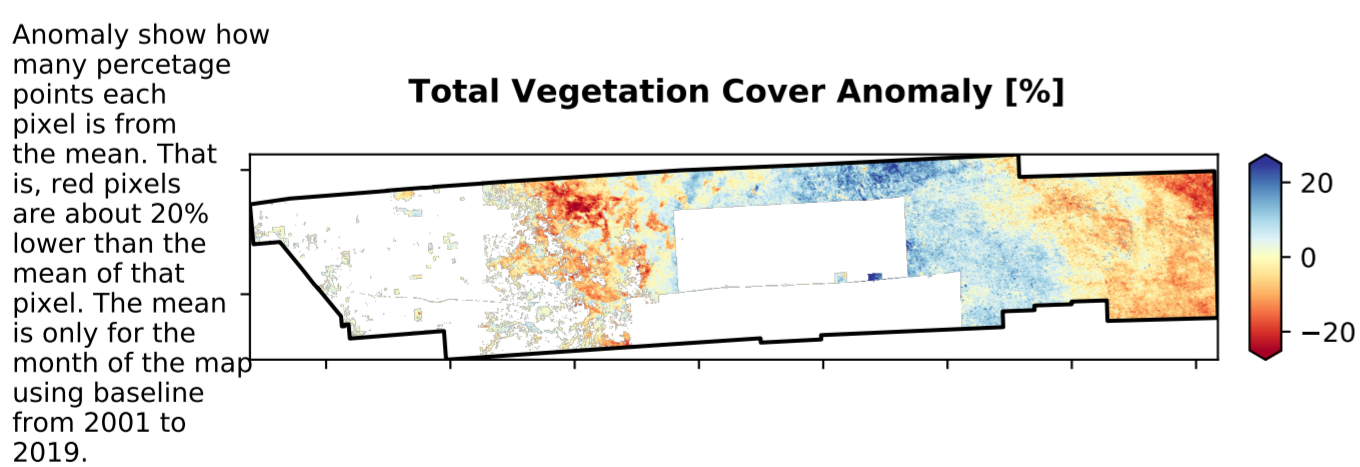 Anomaly show how
many percetage
points each
pixel is from
the mean. That
is, red pixels
are about 20%
lower than the
mean of that
pixel. The mean
is only for the
month of the map
using baseline
from 2001 to
2019.
Total Vegetation Cover Anomaly [%]
20
0
−20